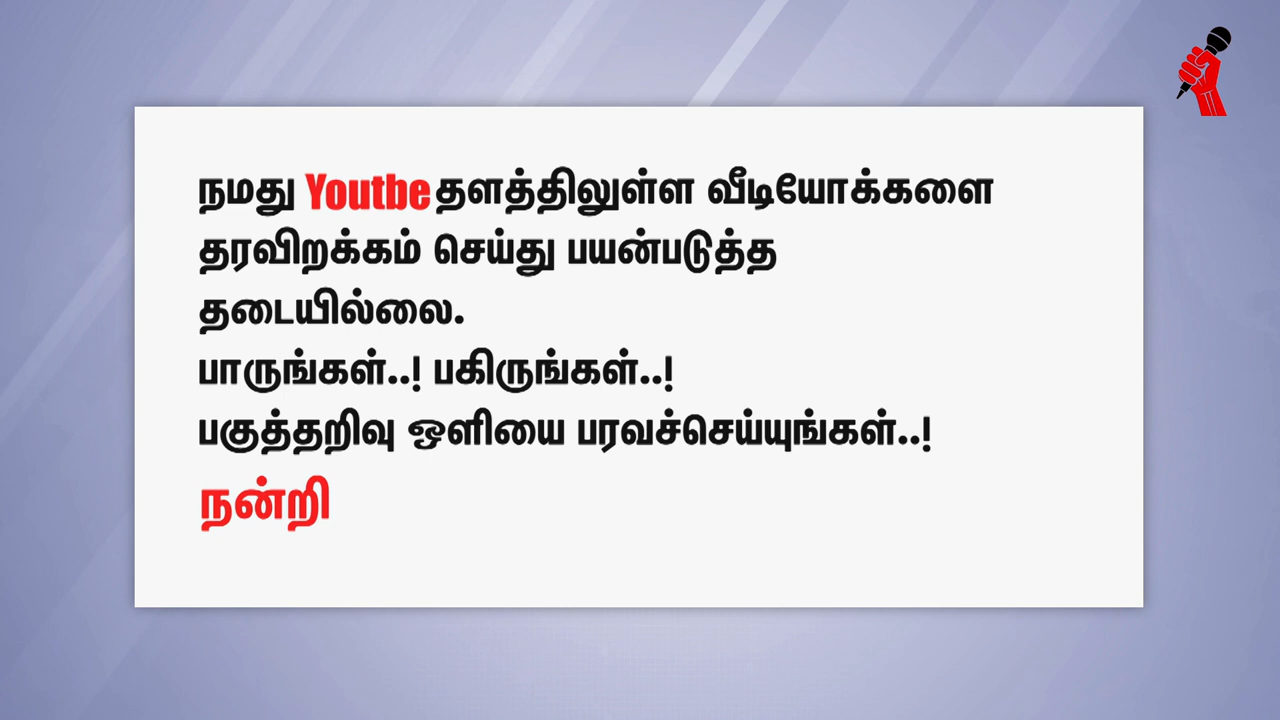 நமது Youtbe தளத்திலுள்ள வீடியோக்களை
தரவிறக்கம் செய்து பயன்படுத்த
தடையில்லை.
பாருங்கள்..! பகிருங்கள்..!
பகுத்தறிவு ஒளியை பரவச்செய்யுங்கள்..!
நன்றி